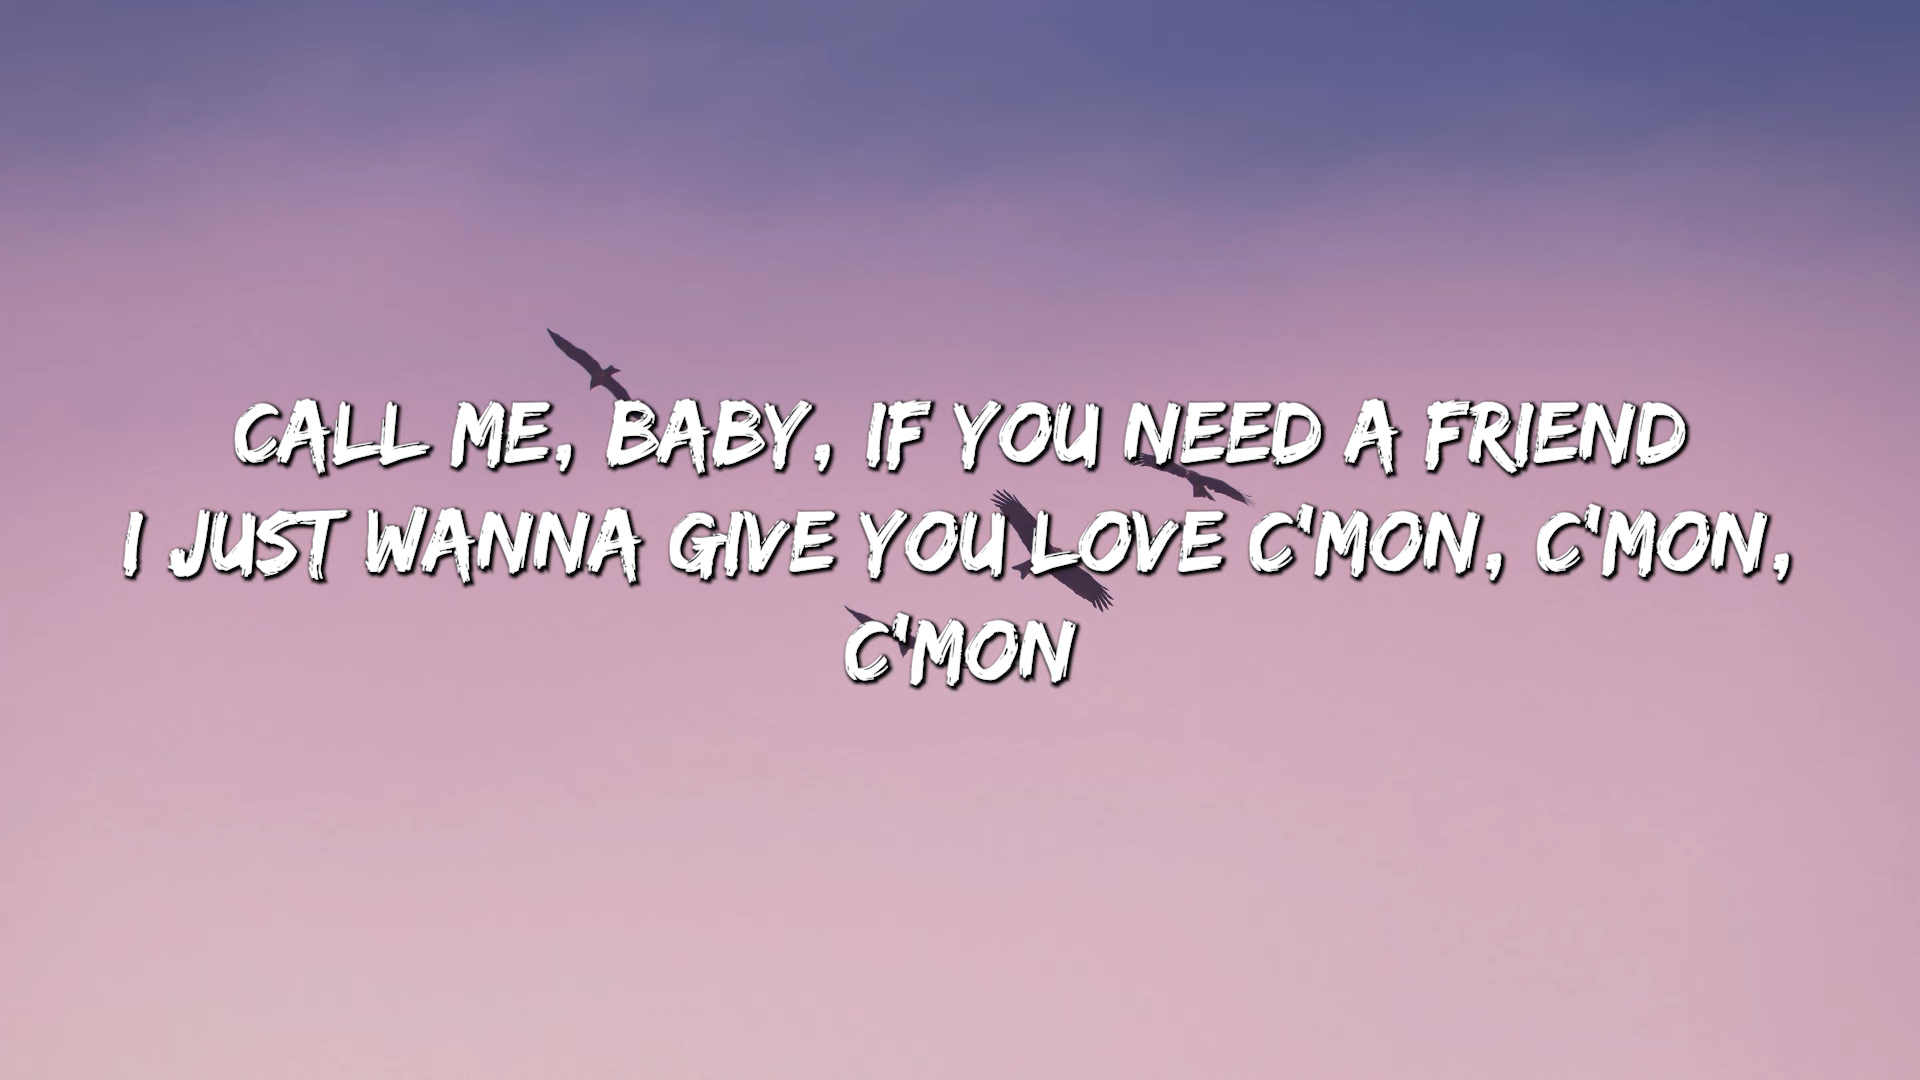 CALL ME, BABY, IF YOU NEED A FRIEND
I JUST WANNA GIVE YOU LOVE C'MON, C'MON,
C'MON